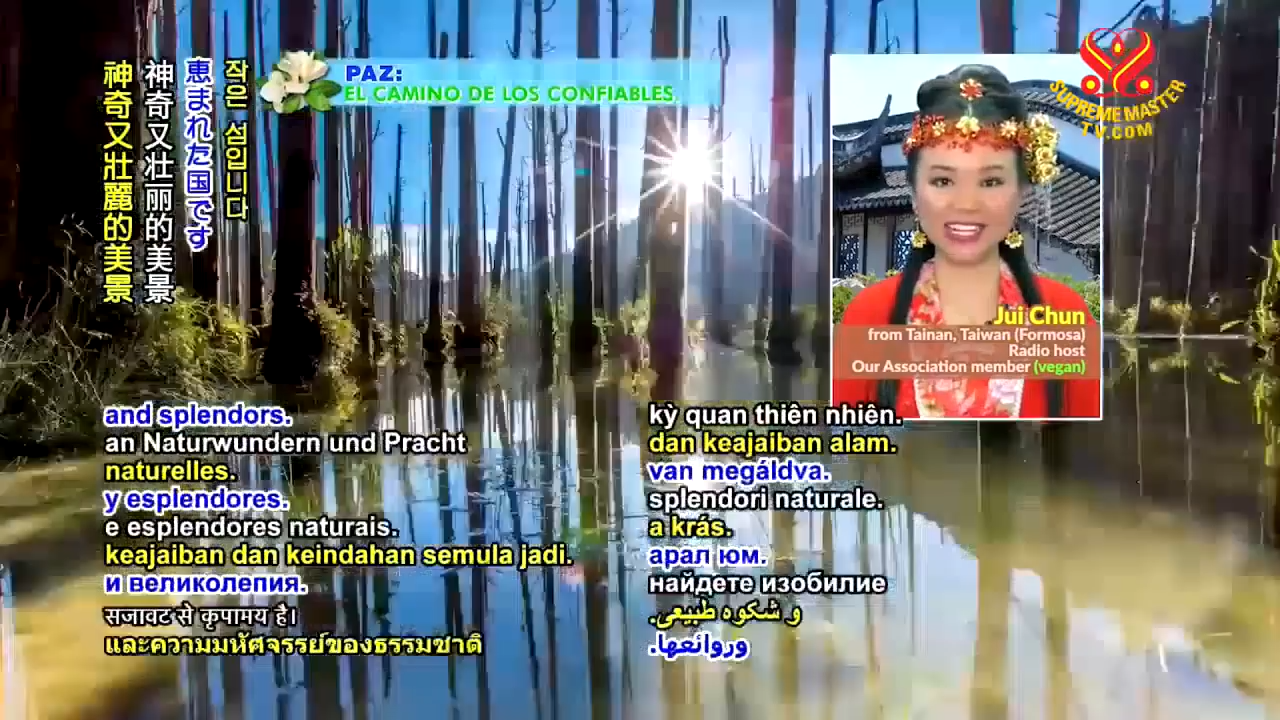 작은 섬입니다
恵まれた国です
神奇又壮丽的美景
神奇又壯麗的美景
PAZ:
EL CAMINO DE LOS CONFIABLES
SUPREME MASTER
TV.COM
Jui Chun
from Tainan, Taiwan (Formosa)
Radio host
Our Association member (vegan)
and splendors.
an Naturwundern und Pracht
naturelles.
y esplendores.
e esplendores naturais.
keajaiban dan keindahan semula jadi.
и великолепия.
सजावट से कृपामय है।
และความมหัศจรรย์ของธรรมชาติ
kỳ quan thiên nhiên.
dan keajaiban alam.
van megáldva.
splendori naturale.
a krás.
арал юм.
найдете изобилие
و شکوه طبیعی.
وروائعها.